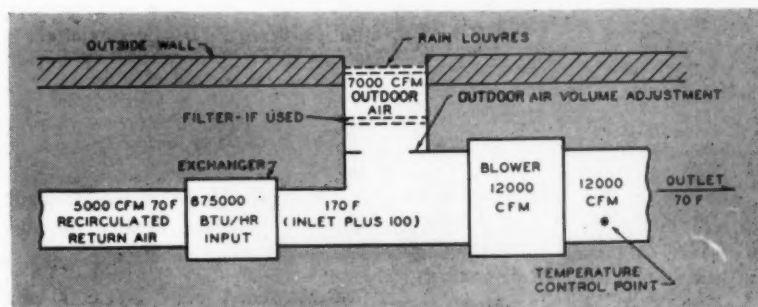 RAIN LOUVRES
OUTSIDE WALL
7000 CFM
OUTDOOR
AIR
OUTDOOR AIR VOLUME ADJUSTMENT
FILTER-IF USED
EXCHANGER
BLOWER
12000
CFM
12000
CFM
OUTLET
70 F
5000 CFM 70 F
RECIRCULATED
RETURN AIR
675000
BTU/HR
INPUT
170 F
(INLET PLUS 100)
TEMPERATURE
CONTROL POINT